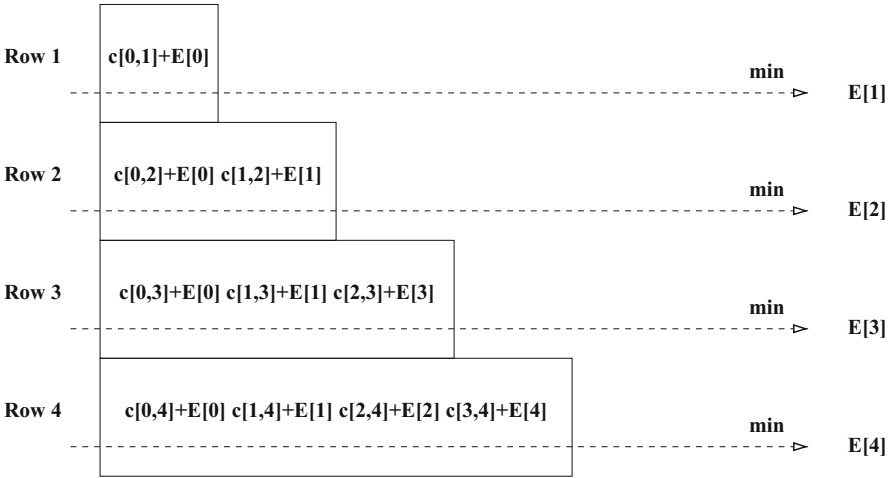 Row 1
c[0,1]+E[0]
min
E[1]
Row 2
c[0,2]+E[0] c[1,2]+E[1]
min
E[2]
Row 3
c[0,3]+E[0] c[1,3]+E[1] c[2,3]+E[3]
min
E[3]
Row 4
c[0,4]+E[0] c[1,4]+E[1] c[2,4]+E[2] c[3,4]+E[4]
min
E[4]